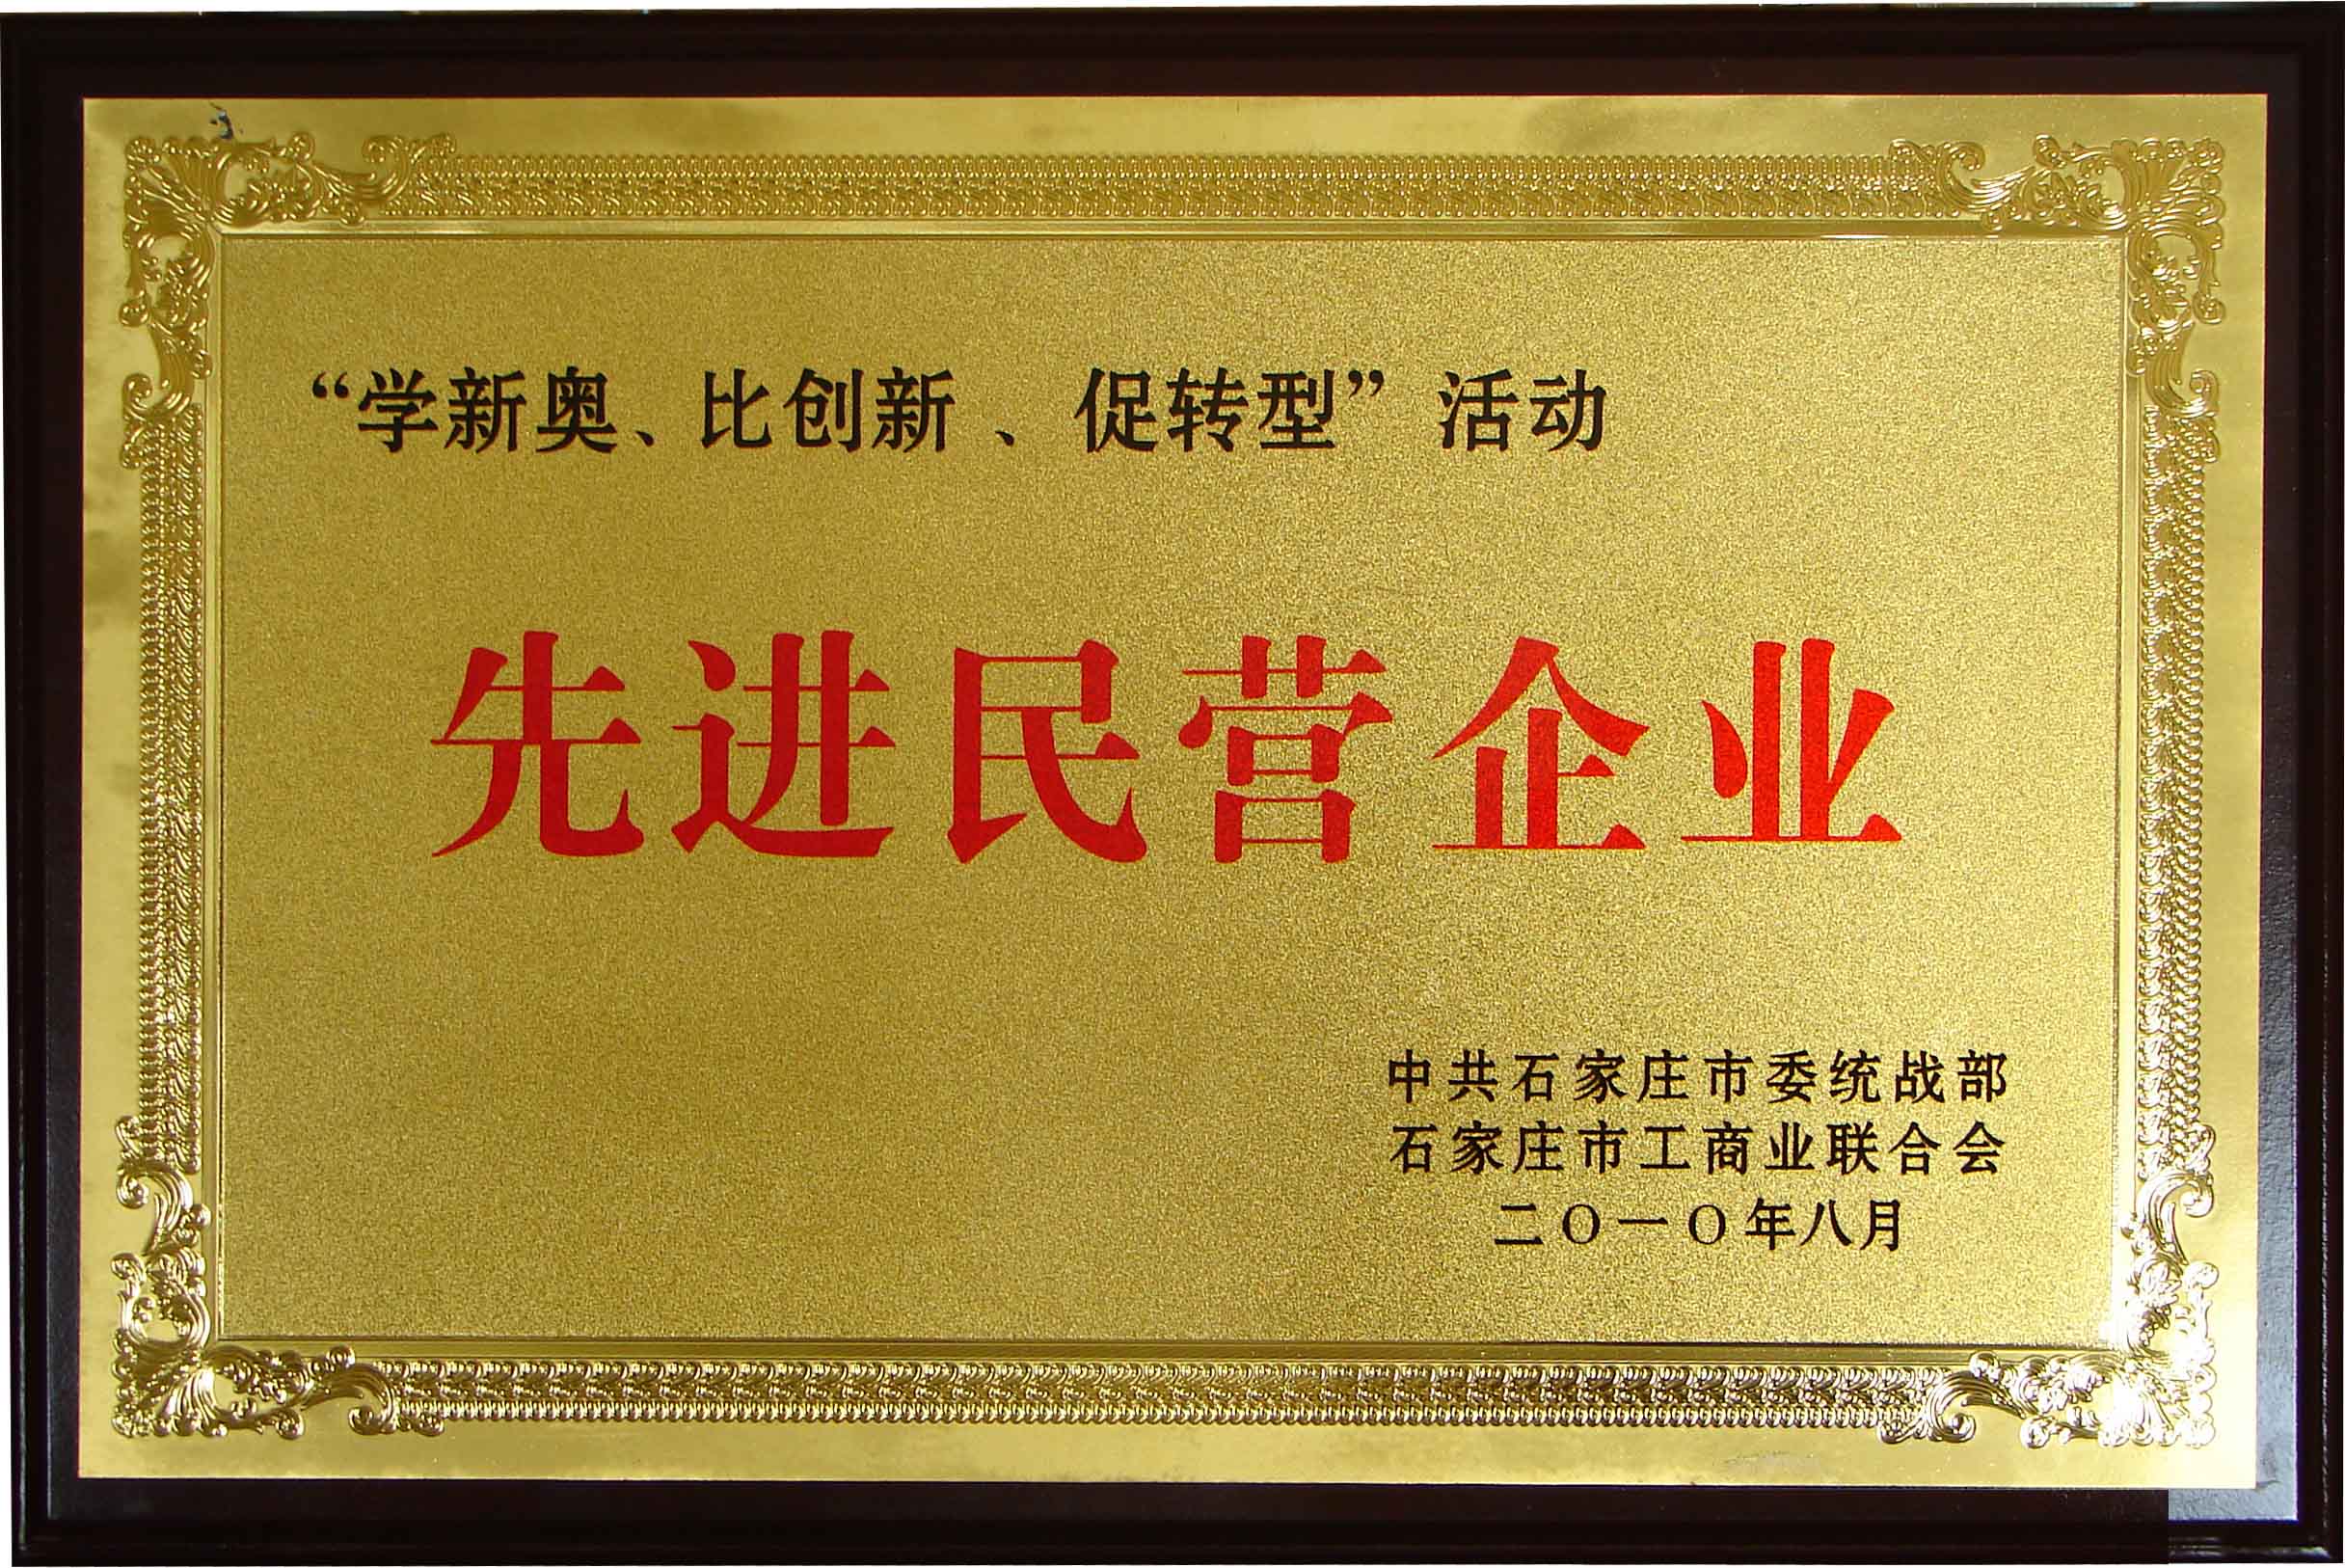 “学新奥、比创新、促转型”活动
先进民营企业
中共石家庄市委统战部
石家庄市工商业联合会
二〇一〇年八月